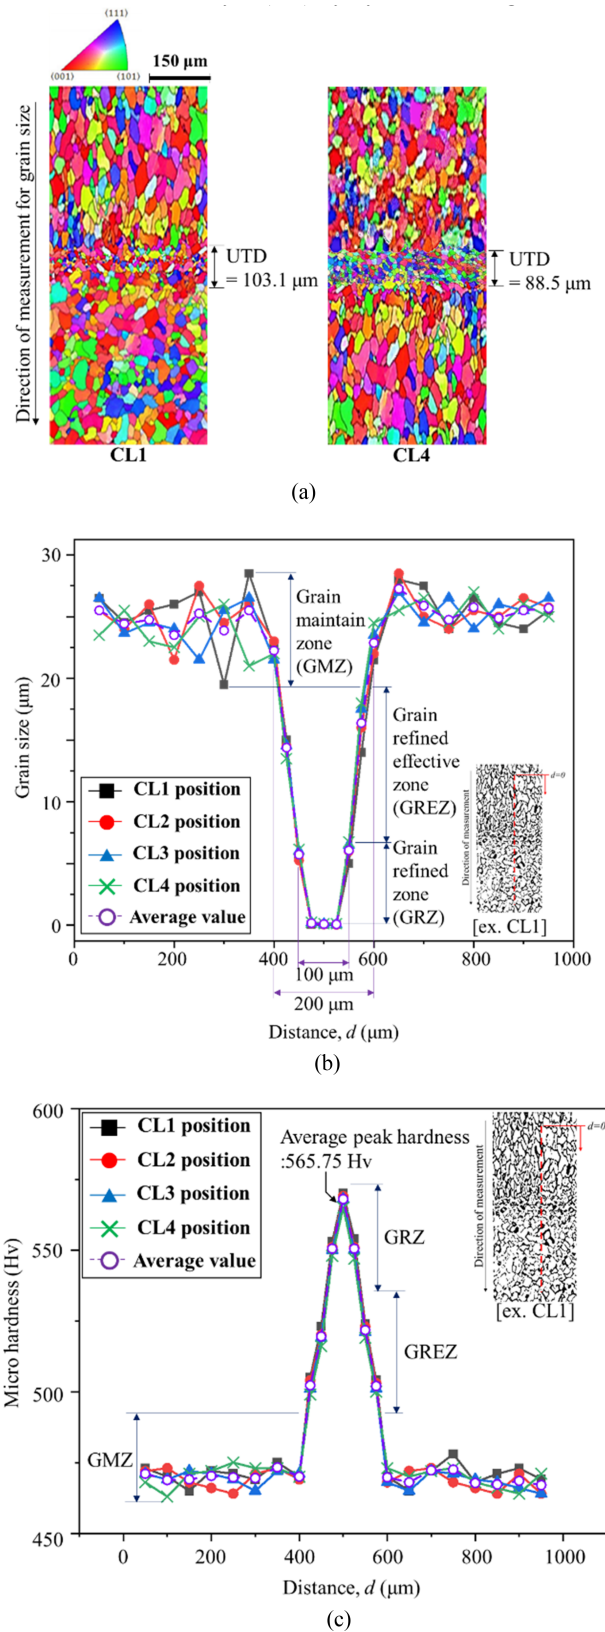 (111)
150 μm
(001)
(101)
Direction of measurement for grain size
UTD
= 103.1 μm
UTD
= 88.5 μm
CL1
CL4
(a)
30
20
10
0
Grain size (μm)
Grain
maintain
zone
(GMZ)
Grain
refined
effective
zone
(GREZ)
Grain
refined
zone
(GRZ)
CL1 position
CL2 position
CL3 position
CL4 position
Average value
Direction of measurement
d=0
[ex. CL1]
0
200
400
600
800
1000
100 μm
200 μm
Distance, d (μm)
(b)
600
550
500
450
Micro hardness (Hv)
CL1 position
CL2 position
CL3 position
CL4 position
Average value
Average peak hardness
:565.75 Hv
GRZ
GREZ
GMZ
Direction of measurement
d=0
[ex. CL1]
0
200
400
600
800
1000
Distance, d (μm)
(c)